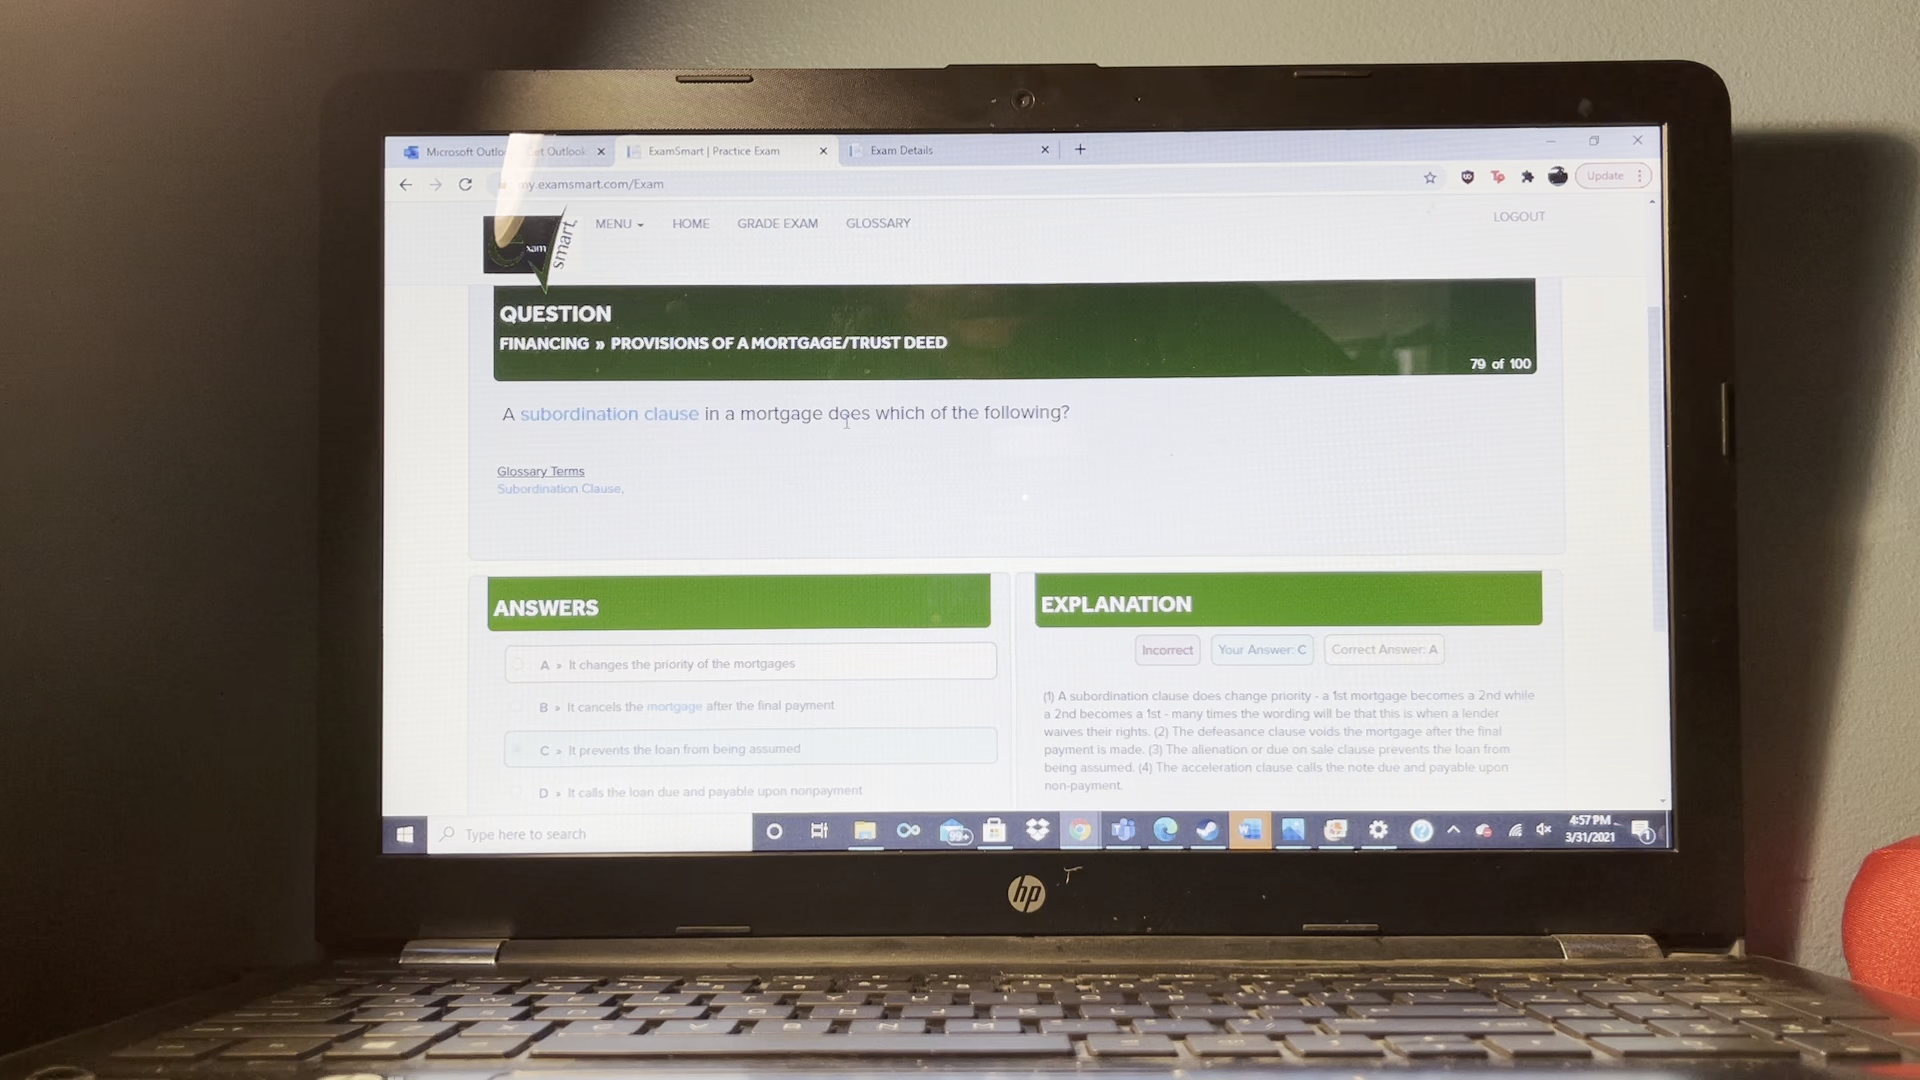 Microsoft Outlo Get Outlook
ExamSmart | Practice Exam
Exam Details
my.examsmart.com/Exam
Update
xam
smart
MENU
HOME
GRADE EXAM
GLOSSARY
LOGOUT
QUESTION
FINANCING » PROVISIONS OF A MORTGAGE/TRUST DEED
79 of 100
A subordination clause in a mortgage does which of the following?
Glossary Terms
Subordination Clause,
ANSWERS
A » It changes the priority of the mortgages
B » It cancels the mortgage after the final payment
C » It prevents the loan from being assumed
D » It calls the loan due and payable upon nonpayment
EXPLANATION
Incorrect
Your Answer: C
Correct Answer: A
(1) A subordination clause does change priority - a 1st mortgage becomes a 2nd while
a 2nd becomes a 1st - many times the wording will be that this is when a lender
waives their rights. (2) The defeasance clause voids the mortgage after the final
payment is made. (3) The alienation or due on sale clause prevents the loan from
being assumed. (4) The acceleration clause calls the note due and payable upon
non-payment.
Type here to search
99+
4:57 PM
3/31/2021
1
hp